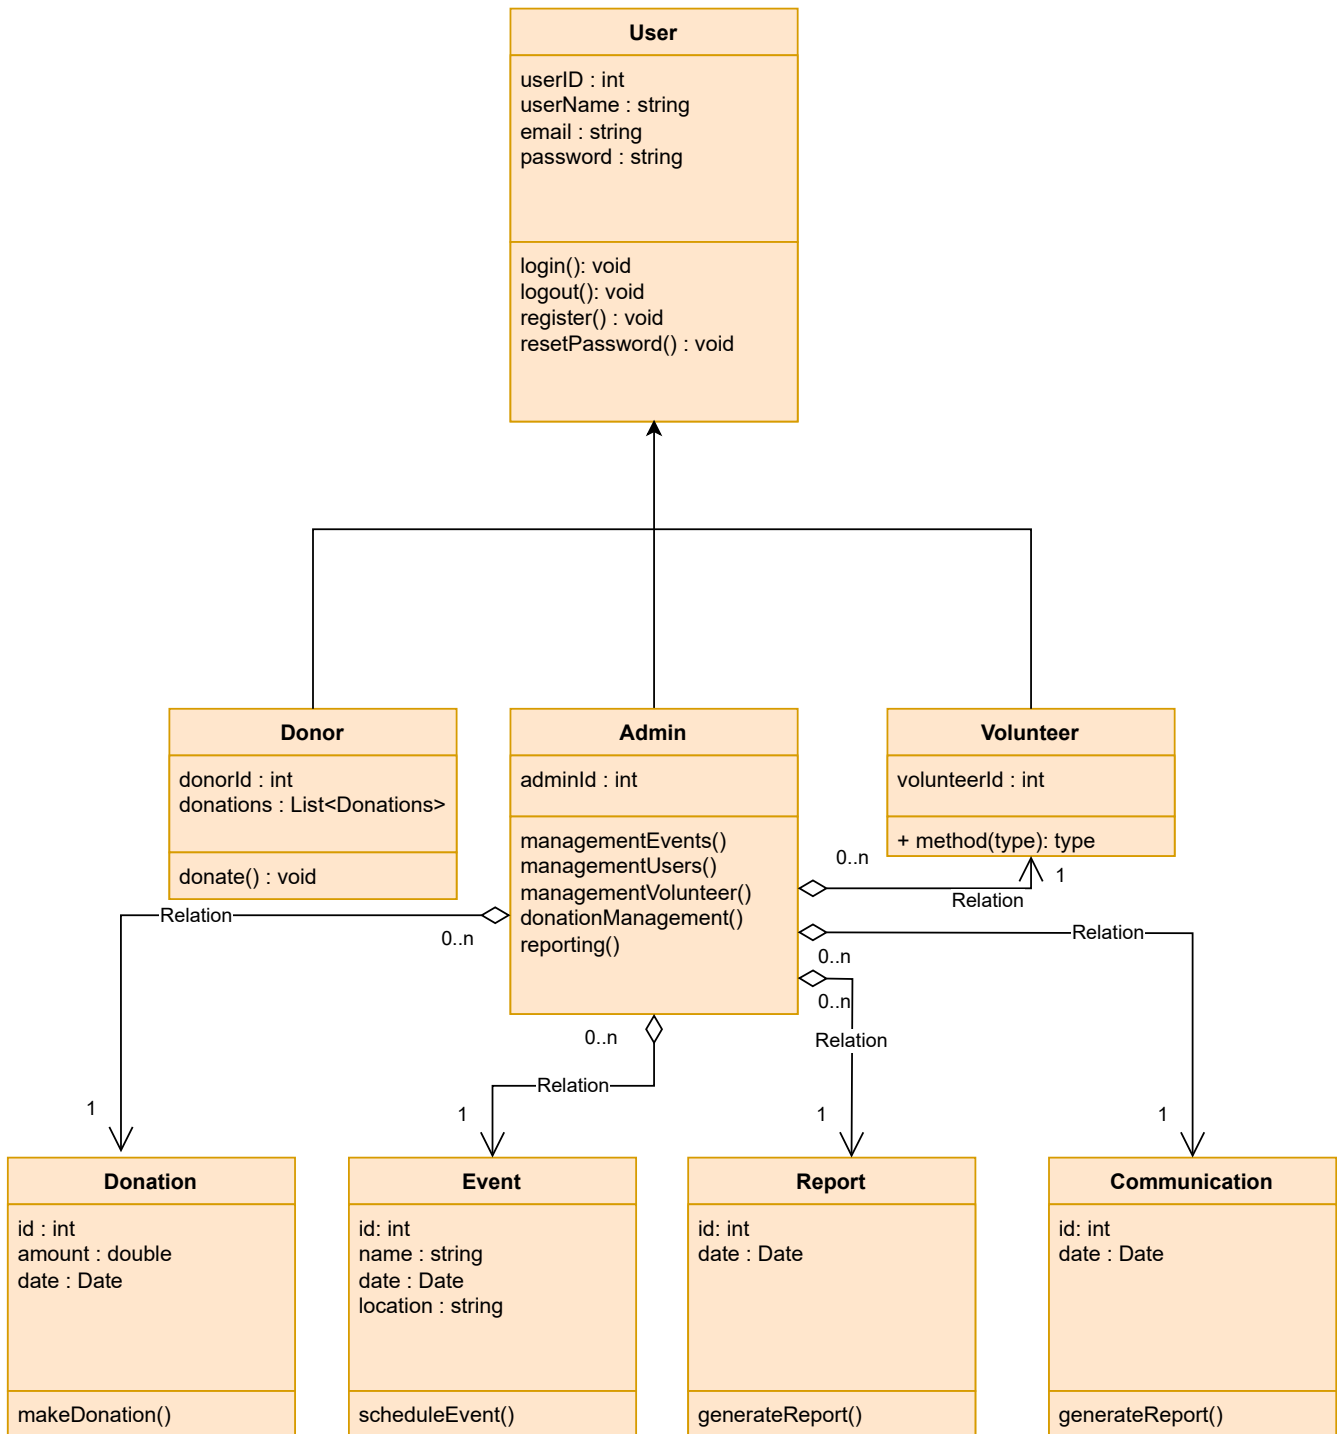 User
userID : int
userName : string
email : string
password : string
login(): void
logout(): void
register() : void
resetPassword() : void
Donor
donorId : int
donations : List<Donations>
donate() : void
Admin
adminId : int
managementEvents()
managementUsers()
managementVolunteer()
donationManagement()
reporting()
Volunteer
volunteerId : int
+ method(type): type
0..n
1
Relation
Relation
0..n
Relation
0..n
0..n
Relation
0..n
Relation
1
1
1
1
Donation
id : int
amount : double
date : Date
makeDonation()
Event
id: int
name : string
date : Date
location : string
scheduleEvent()
Report
id: int
date : Date
generateReport()
Communication
id: int
date : Date
generateReport()